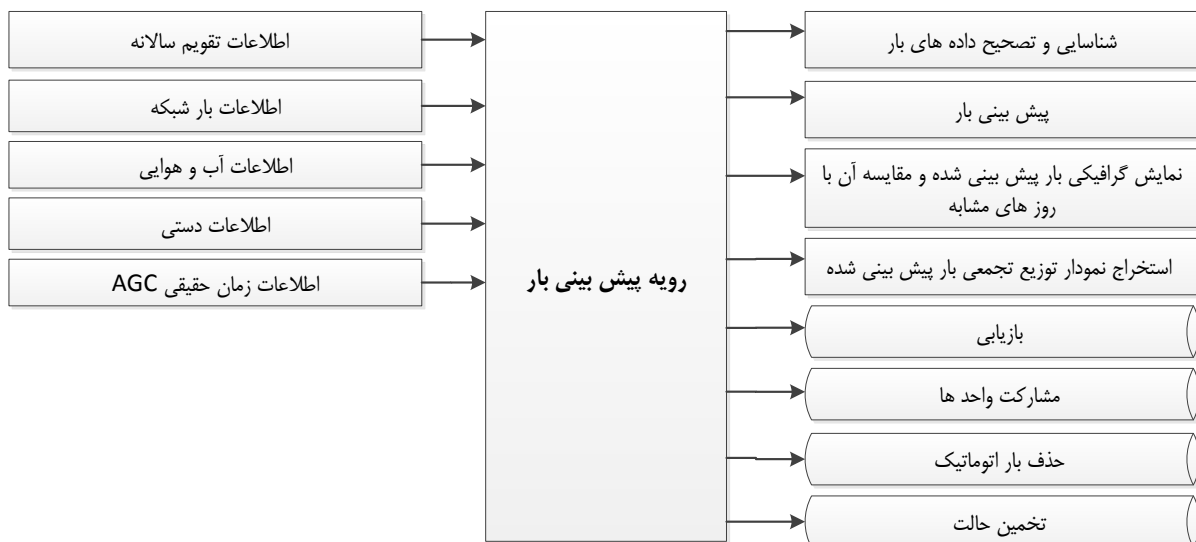 اطلاعات تقویم سالانه
اطلاعات بار شبکه
اطلاعات آب و هوایی
اطلاعات دستی
اطلاعات زمان حقیقی AGC
رویه پیش بینی بار
شناسایی و تصحیح داده های بار
پیش بینی بار
نمایش گرافیکی بار پیش بینی شده و مقایسه آن با
روز های مشابه
استخراج نمودار توزیع تجمعی بار پیش بینی شده
بازیابی
مشارکت واحد ها
حذف بار اتوماتیک
تخمین حالت